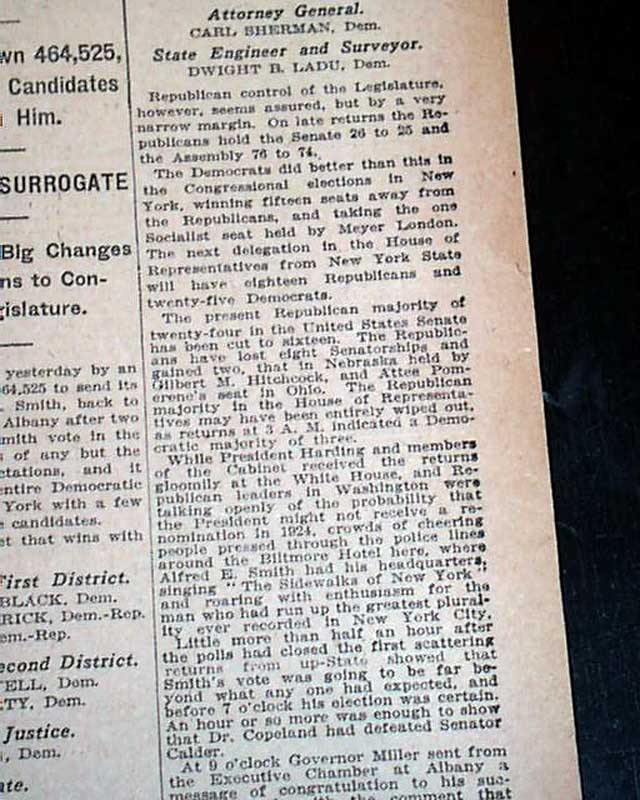 wn 464,525,
Candidates
Him.
SURROGATE
Big Changes
ns to Con-
gislature.
yesterday by an
64,525 to send its
. Smith, back to
Albany after two
mith vote in the
s of any but the
ctations, and it
entire Democratic
York with a few
e candidates.
et that wins with
First District.
BLACK, Dem.
RICK, Dem.-Rep.
em.-Rep.
econd District.
ELL, Dem.
TY, Dem.
Justice.
, Dem.
ate.
Attorney General.
CARL SHERMAN, Dem.
State Engineer and Surveyor.
DWIGHT B. LADU, Dem.
Republican control of the Legislature,
however, seems assured, but by a very
narrow margin. On late returns the Re-
publicans hold the Senate 26 to 25 and
the Assembly 76 to 74.
The Democrats did better than this in
the Congressional elections in New
York, winning fifteen seats away from
the Republicans, and taking the one
Socialist seat held by Meyer London.
The next delegation in the House of
Representatives from New York State
will have eighteen Republicans and
twenty-five Democrats.
The present Republican majority of
twenty-four in the United States Senate
has been cut to sixteen. The Republic-
ans have lost eight Senatorships and
gained two, that in Nebraska held by
Gilbert M. Hitchcock, and Atlee Pom-
erene's seat in Ohio. The Republican
majority in the House of Representa-
tives may have been entirely wiped out,
as returns at 3 A. M. indicated a Demo-
cratic majority of three.
While President Harding and members
of the Cabinet received the returns
gloomily at the White House, and Re-
publican leaders in Washington were
talking openly of the probability that
the President might not receive a re-
nomination in 1924, crowds of cheering
people pressed through the police lines
around the Biltmore Hotel here, where
Alfred E. Smith had his headquarters,
singing "The Sidewalks of New York,"
and roaring with enthusiasm for the
man who had run up the greatest plural-
ity ever recorded in New York City.
Little more than half an hour after
the polls had closed the first scattering
returns from up-State showed that
Smith's vote was going to be far be-
yond what any one had expected, and
before 7 o'clock his election was certain.
An hour or so more was enough to show
that Dr. Copeland had defeated Senator
Calder.
At 9 o'clock Governor Miller sent from
the Executive Chamber at Albany a
message of congratulation to his suc-
with the comment that